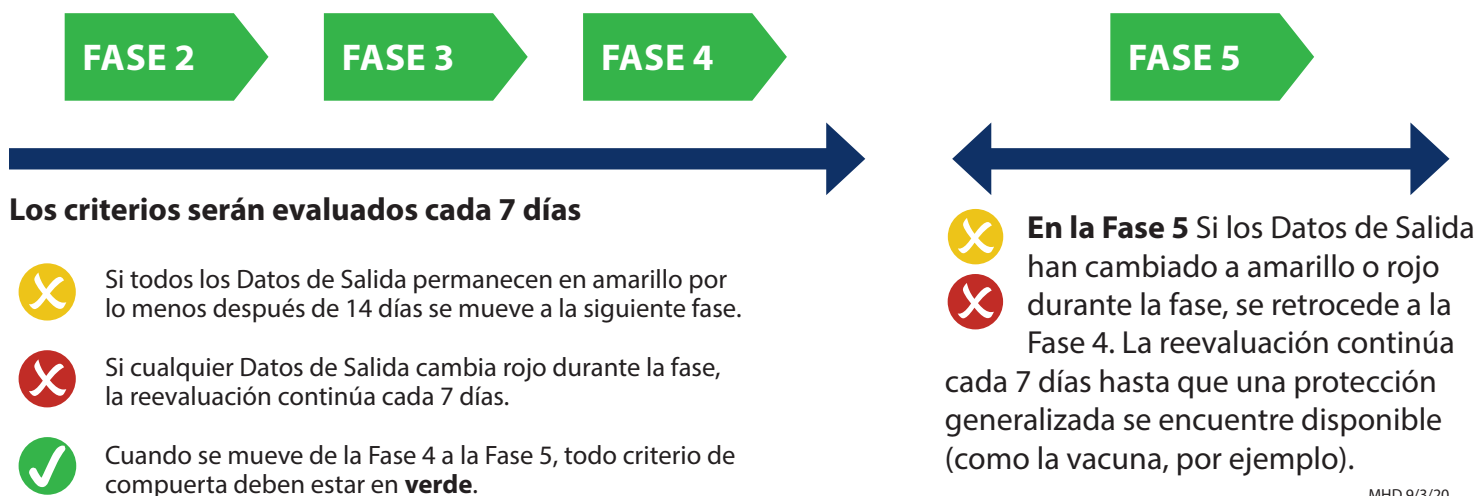 FASE 2
FASE 3
FASE 4
FASE 5
Los criterios serán evaluados cada 7 días
Si todos los Datos de Salida permanecen en amarillo por
lo menos después de 14 días se mueve a la siguiente fase.
Si cualquier Datos de Salida cambia rojo durante la fase,
la reevaluación continúa cada 7 días.
Cuando se mueve de la Fase 4 a la Fase 5, todo criterio de
compuerta deben estar en verde.
En la Fase 5 Si los Datos de Salida
han cambiado a amarillo o rojo
durante la fase, se retrocede a la
Fase 4. La reevaluación continúa
cada 7 días hasta que una protección
generalizada se encuentre disponible
(como la vacuna, por ejemplo).
MHD 9/3/20